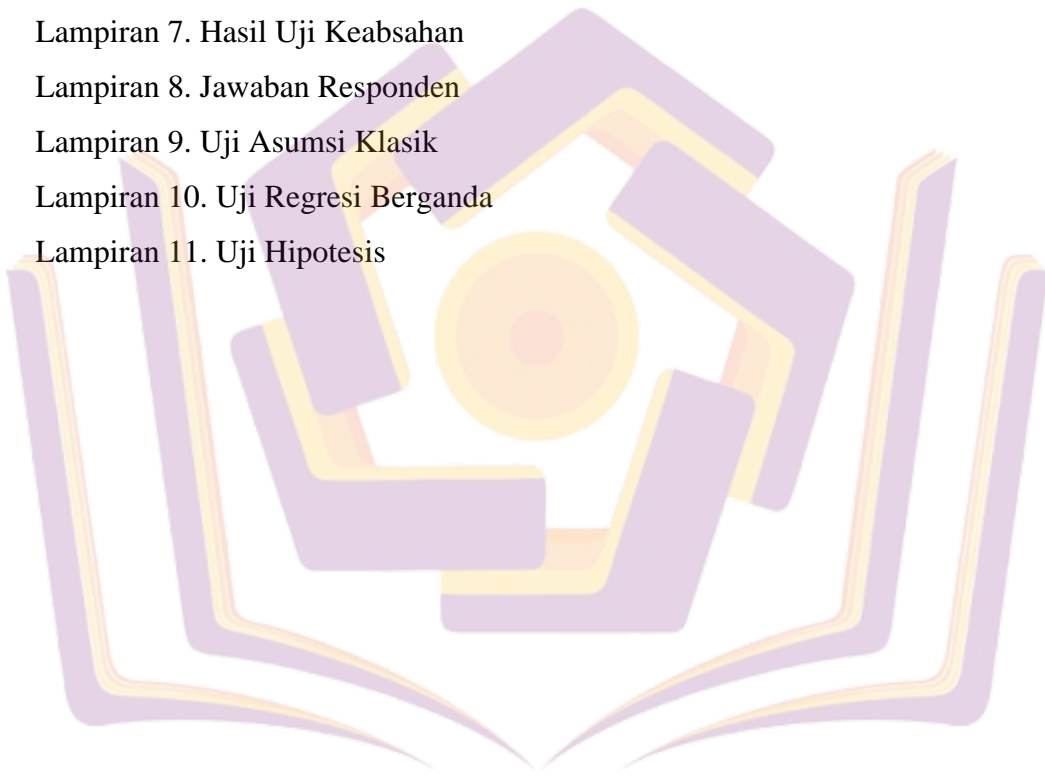 Lampiran 7. Hasil Uji Keabsahan
Lampiran 8. Jawaban Responden
Lampiran 9. Uji Asumsi Klasik
Lampiran 10. Uji Regresi Berganda
Lampiran 11. Uji Hipotesis